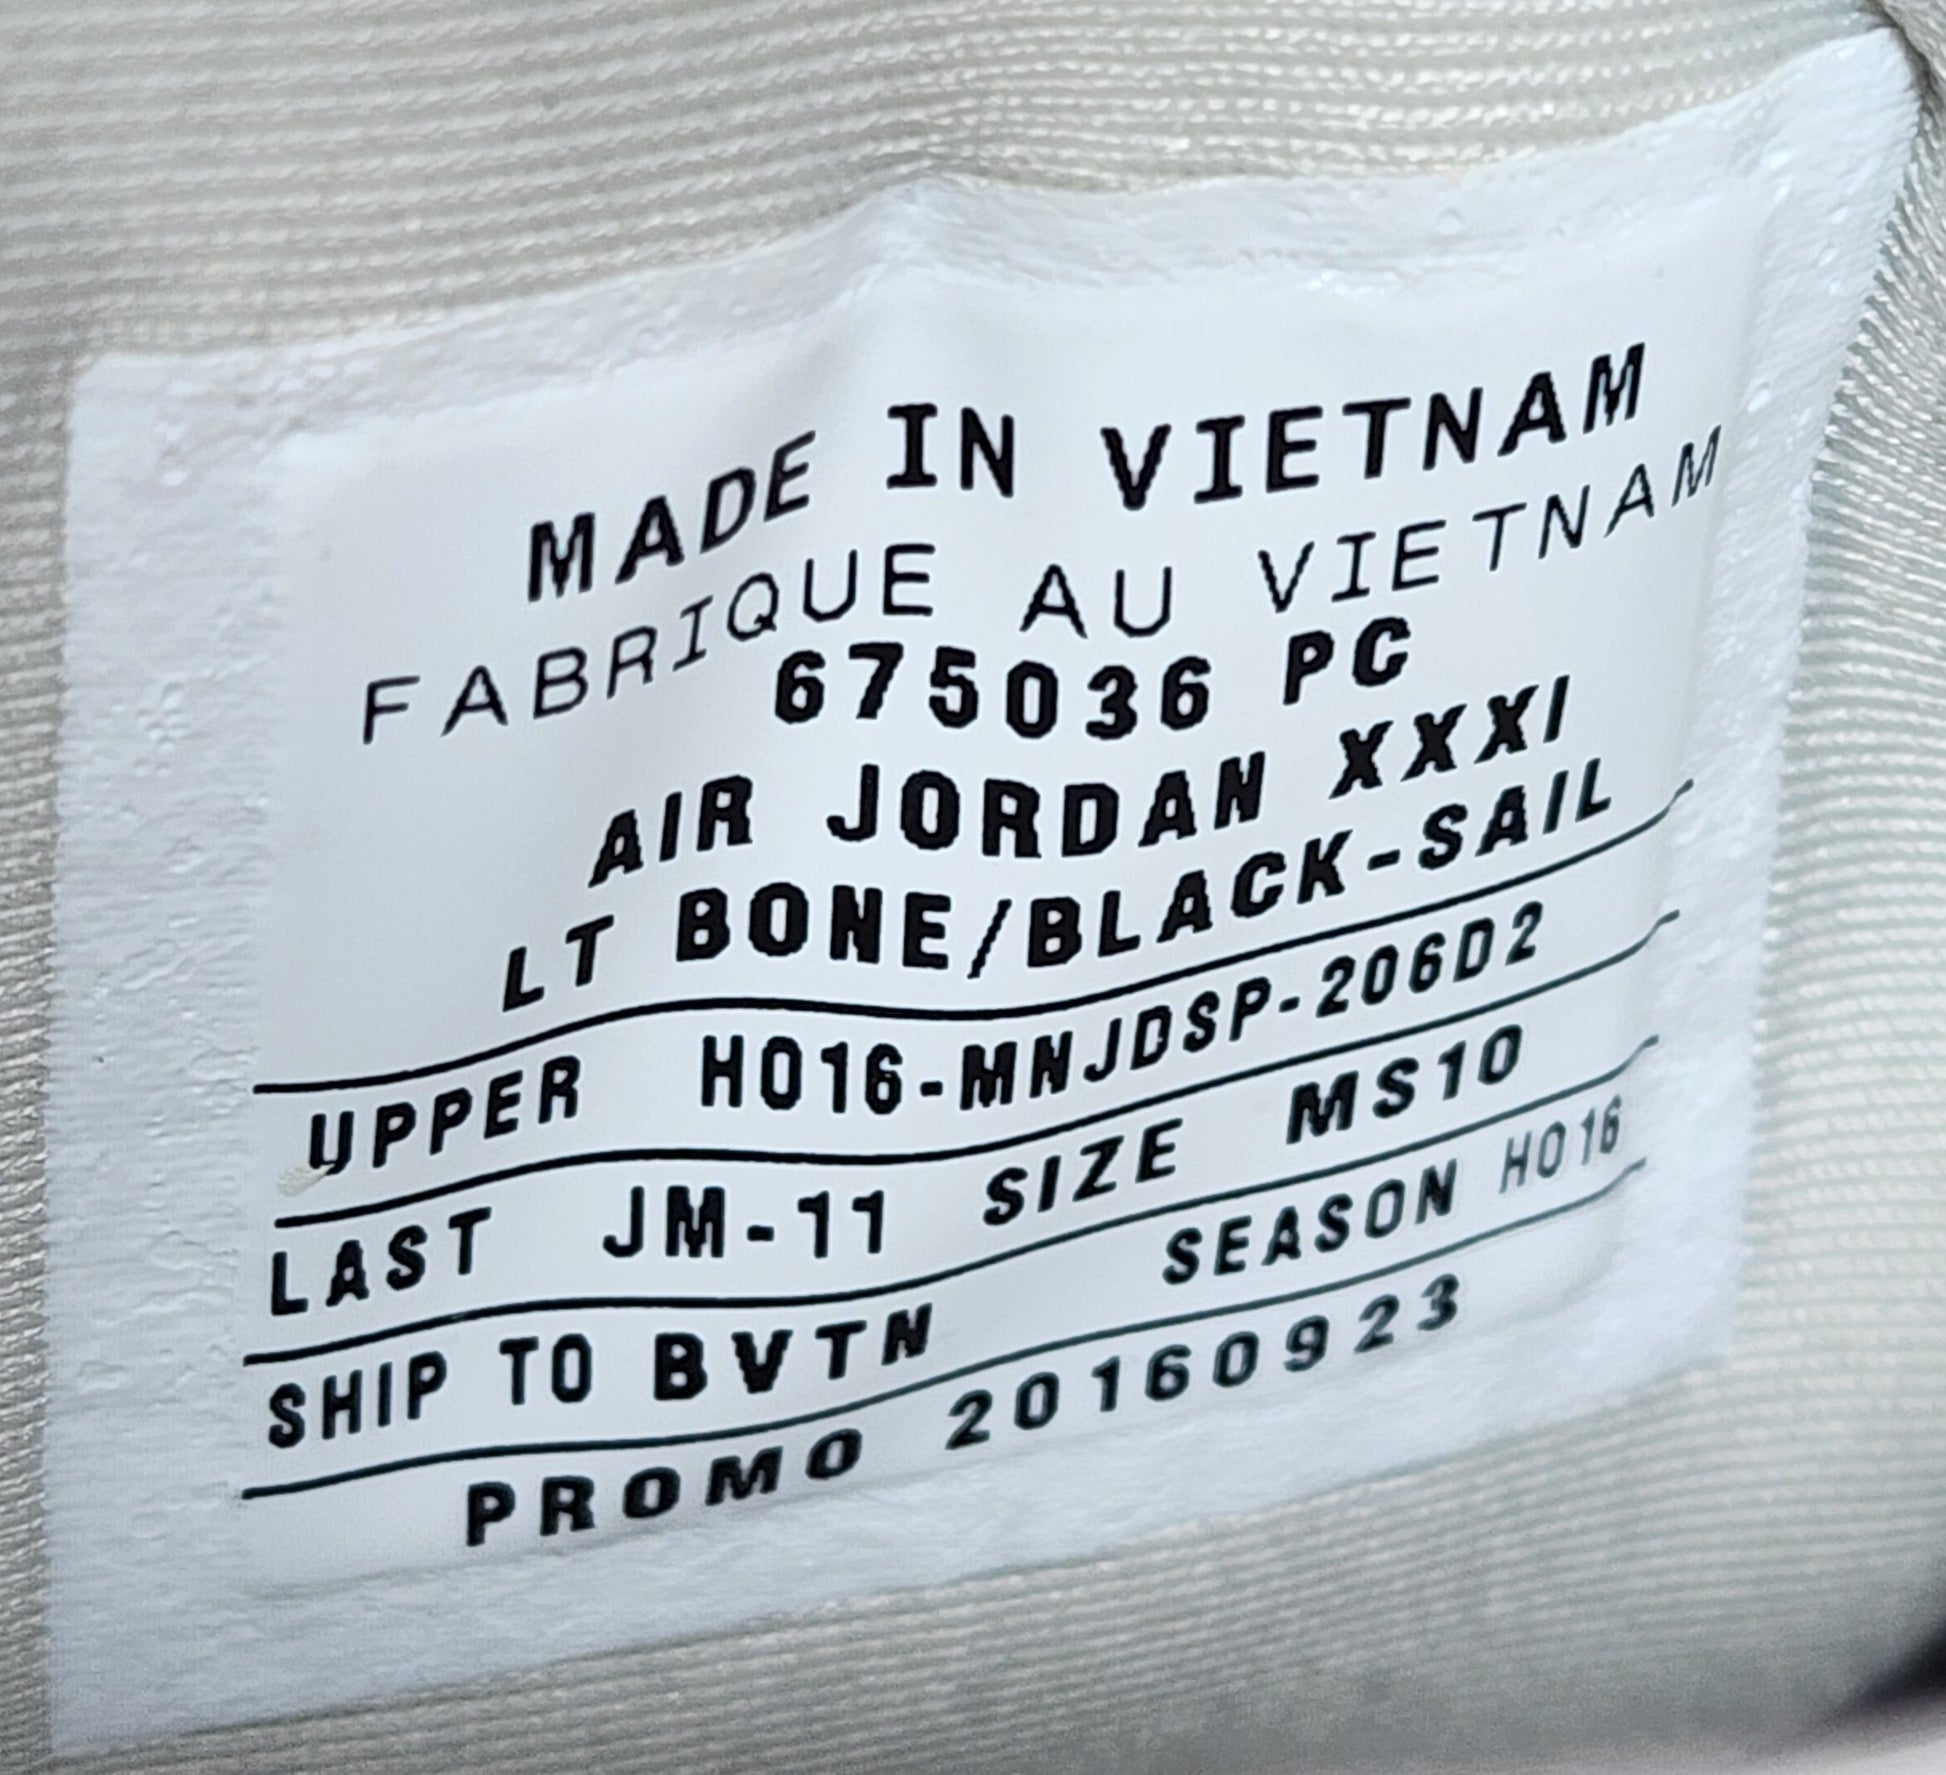 MADE IN VIETNAM
FABRIQUE AU VIETNAM
675036 PC
AIR JORDAN XXXI
LT BONE/BLACK-SAIL
UPPER HO16-MNJDSP-206D2
LAST JM-11 SIZE MS10
SHIP TO BVTN SEASON HO16
PROMO 20160923